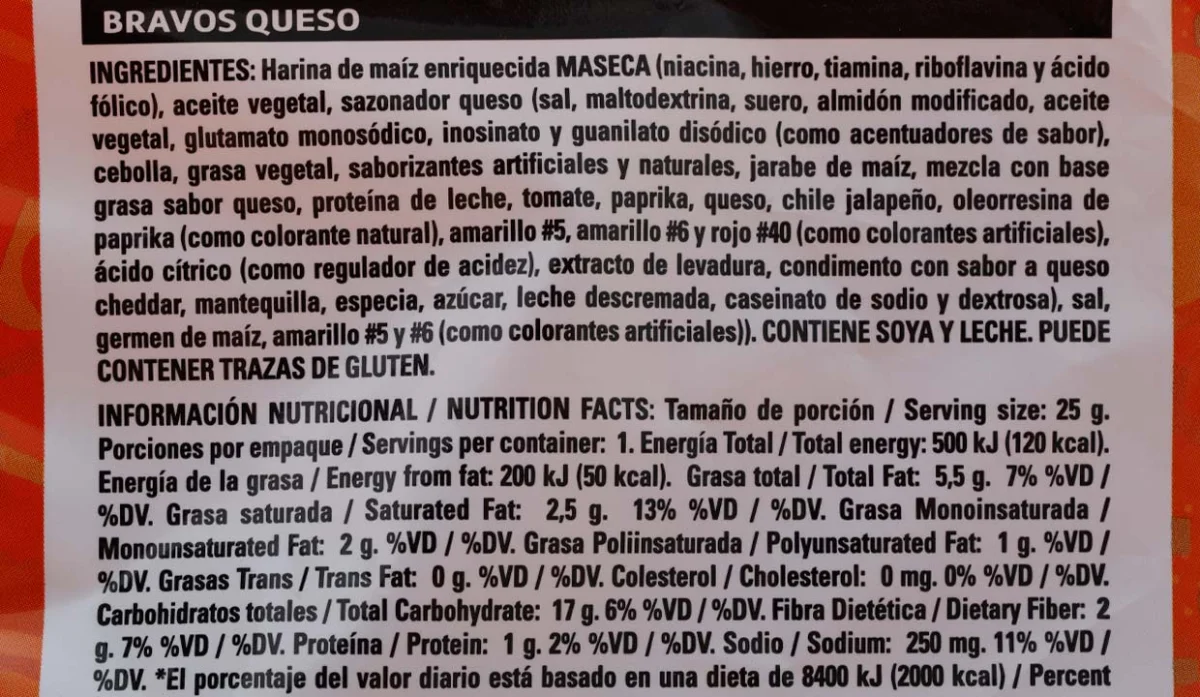 BRAVOS QUESO
INGREDIENTES: Harina de maíz enriquecida MASECA (niacina, hierro, tiamina, riboflavina y ácido
fólico), aceite vegetal, sazonador queso (sal, maltodextrina, suero, almidón modificado, aceite
vegetal, glutamato monosódico, inosinato y guanilato disódico (como acentuadores de sabor),
cebolla, grasa vegetal, saborizantes artificiales y naturales, jarabe de maíz, mezcla con base
grasa sabor queso, proteína de leche, tomate, paprika, queso, chile jalapeño, oleorresina de
paprika (como colorante natural), amarillo #5, amarillo #6 y rojo #40 (como colorantes artificiales),
ácido cítrico (como regulador de acidez), extracto de levadura, condimento con sabor a queso
cheddar, mantequilla, especia, azúcar, leche descremada, caseinato de sodio y dextrosa), sal,
germen de maíz, amarillo #5 y #6 (como colorantes artificiales)). CONTIENE SOYA Y LECHE. PUEDE
CONTENER TRAZAS DE GLUTEN.
INFORMACIÓN NUTRICIONAL / NUTRITION FACTS: Tamaño de porción / Serving size: 25 g.
Porciones por empaque / Servings per container: 1. Energía Total / Total energy: 500 kJ (120 kcal).
Energía de la grasa / Energy from fat: 200 kJ (50 kcal). Grasa total / Total Fat: 5,5 g. 7% %VD /
%DV. Grasa saturada / Saturated Fat: 2,5 g. 13% %VD / %DV. Grasa Monoinsaturada /
Monounsaturated Fat: 2 g. %VD / %DV. Grasa Poliinsaturada / Polyunsaturated Fat: 1 g. %VD /
%DV. Grasas Trans / Trans Fat: 0 g. %VD / %DV. Colesterol / Cholesterol: 0 mg. 0% %VD / %DV.
Carbohidratos totales / Total Carbohydrate: 17 g. 6% %VD / %DV. Fibra Dietética / Dietary Fiber: 2
g. 7% %VD / %DV. Proteína / Protein: 1 g. 2% %VD / %DV. Sodio / Sodium: 250 mg. 11% %VD /
%DV. *El porcentaje del valor diario está basado en una dieta de 8400 kJ (2000 kcal) / Percent